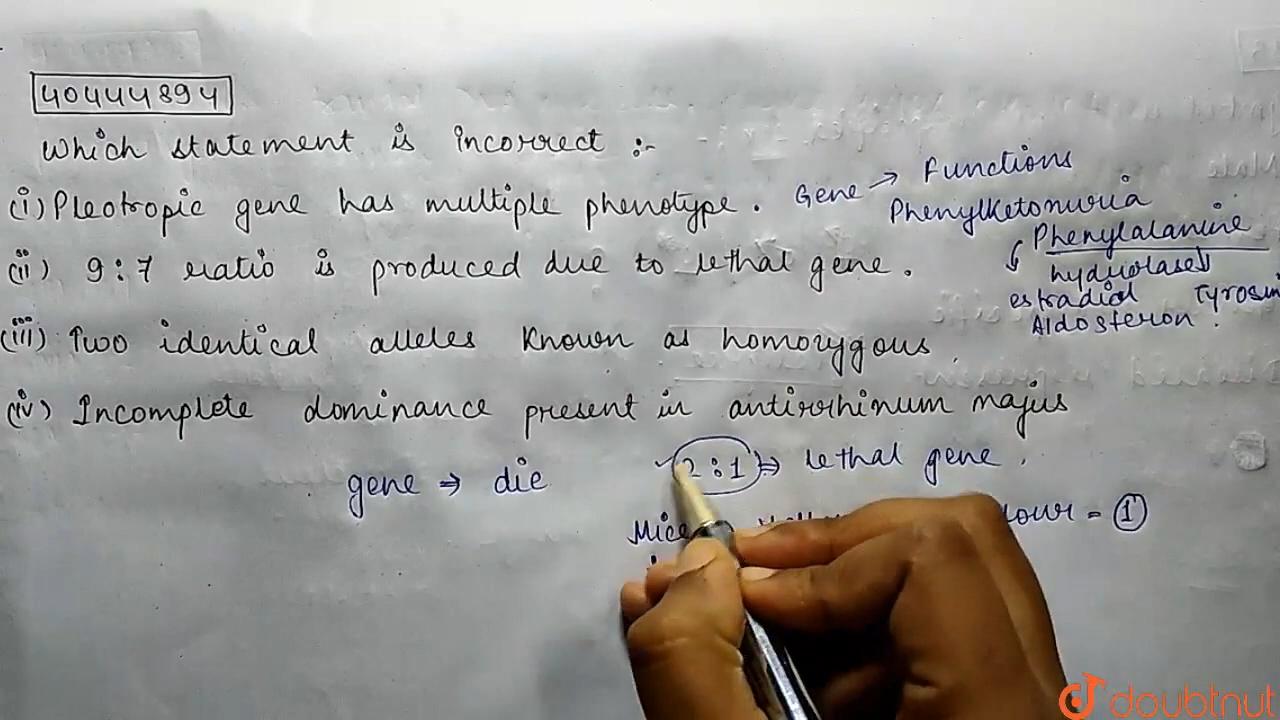 40444894
Which statement is incorrect :-
(i) Pleotropic gene has multiple phenotype. Gene → Functions
Phenylketonuria
(ii) 9:7 ratio is produced due to lethal gene.
Phenylalanine
hydrolases
estradiol Tyrosin
Aldosteron.
(iii) Two identical alleles known as homozygous.
(iv) Incomplete dominance present in antirrhinum majus
gene ⇒ die
2:1 ⇒ lethal gene.
Mice = 1
doubtnut